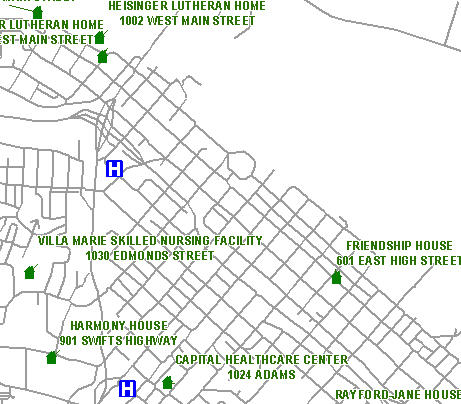 HEISINGER LUTHERAN HOME
1002 WEST MAIN STREET
R LUTHERAN HOME
EST MAIN STREET
H
VILLA MARIE SKILLED NURSING FACILITY
1030 EDMONDS STREET
FRIENDSHIP HOUSE
601 EAST HIGH STREET
HARMONY HOUSE
901 SWIFTS HIGHWAY
CAPITAL HEALTHCARE CENTER
1024 ADAMS
H
RAYFORD-JANE HOUSE